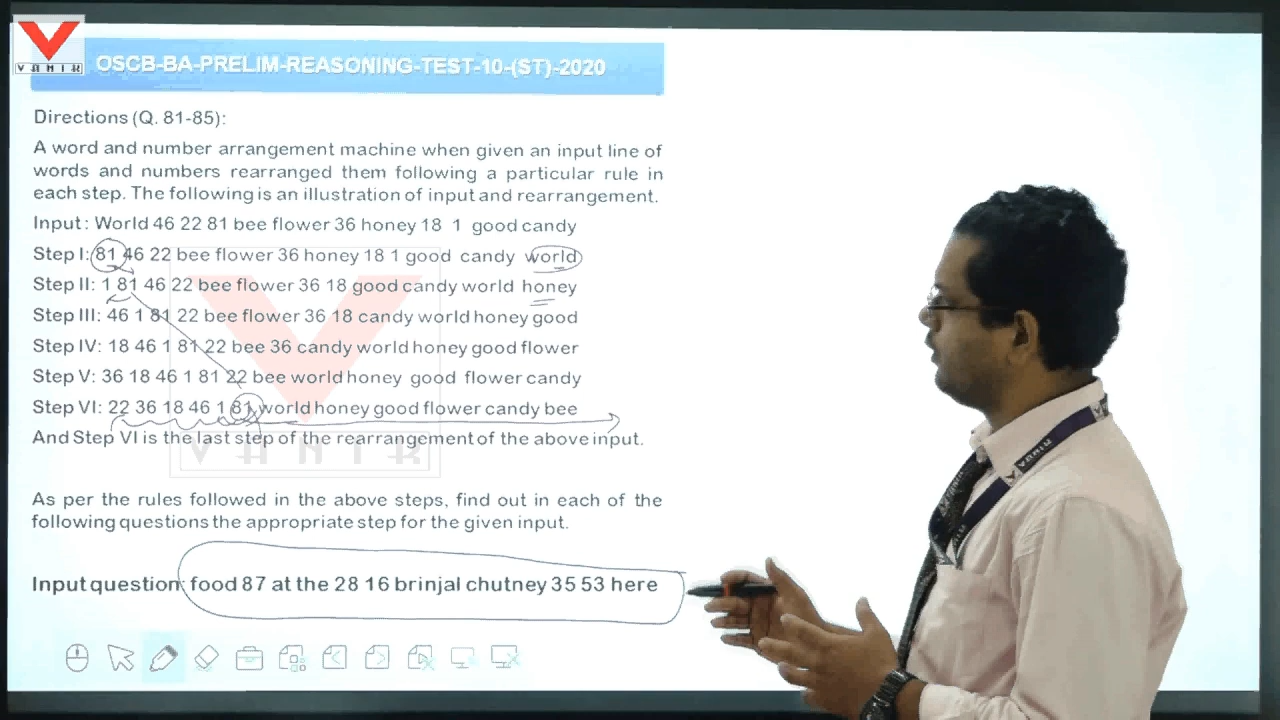 VANIK
OSCB-BA-PRELIM-REASONING-TEST-10-(ST)-2020
Directions (Q. 81-85):
A word and number arrangement machine when given an input line of
words and numbers rearranged them following a particular rule in
each step. The following is an illustration of input and rearrangement.
Input: World 46 22 81 bee flower 36 honey 18 1 good candy
Step I: 81 46 22 bee flower 36 honey 18 1 good candy world
Step II: 1 81 46 22 bee flower 36 18 good candy world honey
Step III: 46 1 81 22 bee flower 36 18 candy world honey good
Step IV: 18 46 1 81 22 bee 36 candy world honey good flower
Step V: 36 18 46 1 81 22 bee world honey good flower candy
Step VI: 22 36 18 46 1 81 world honey good flower candy bee
And Step VI is the last step of the rearrangement of the above input.
VANIK
As per the rules followed in the above steps, find out in each of the
following questions the appropriate step for the given input.
Input question: food 87 at the 28 16 brinjal chutney 35 53 here